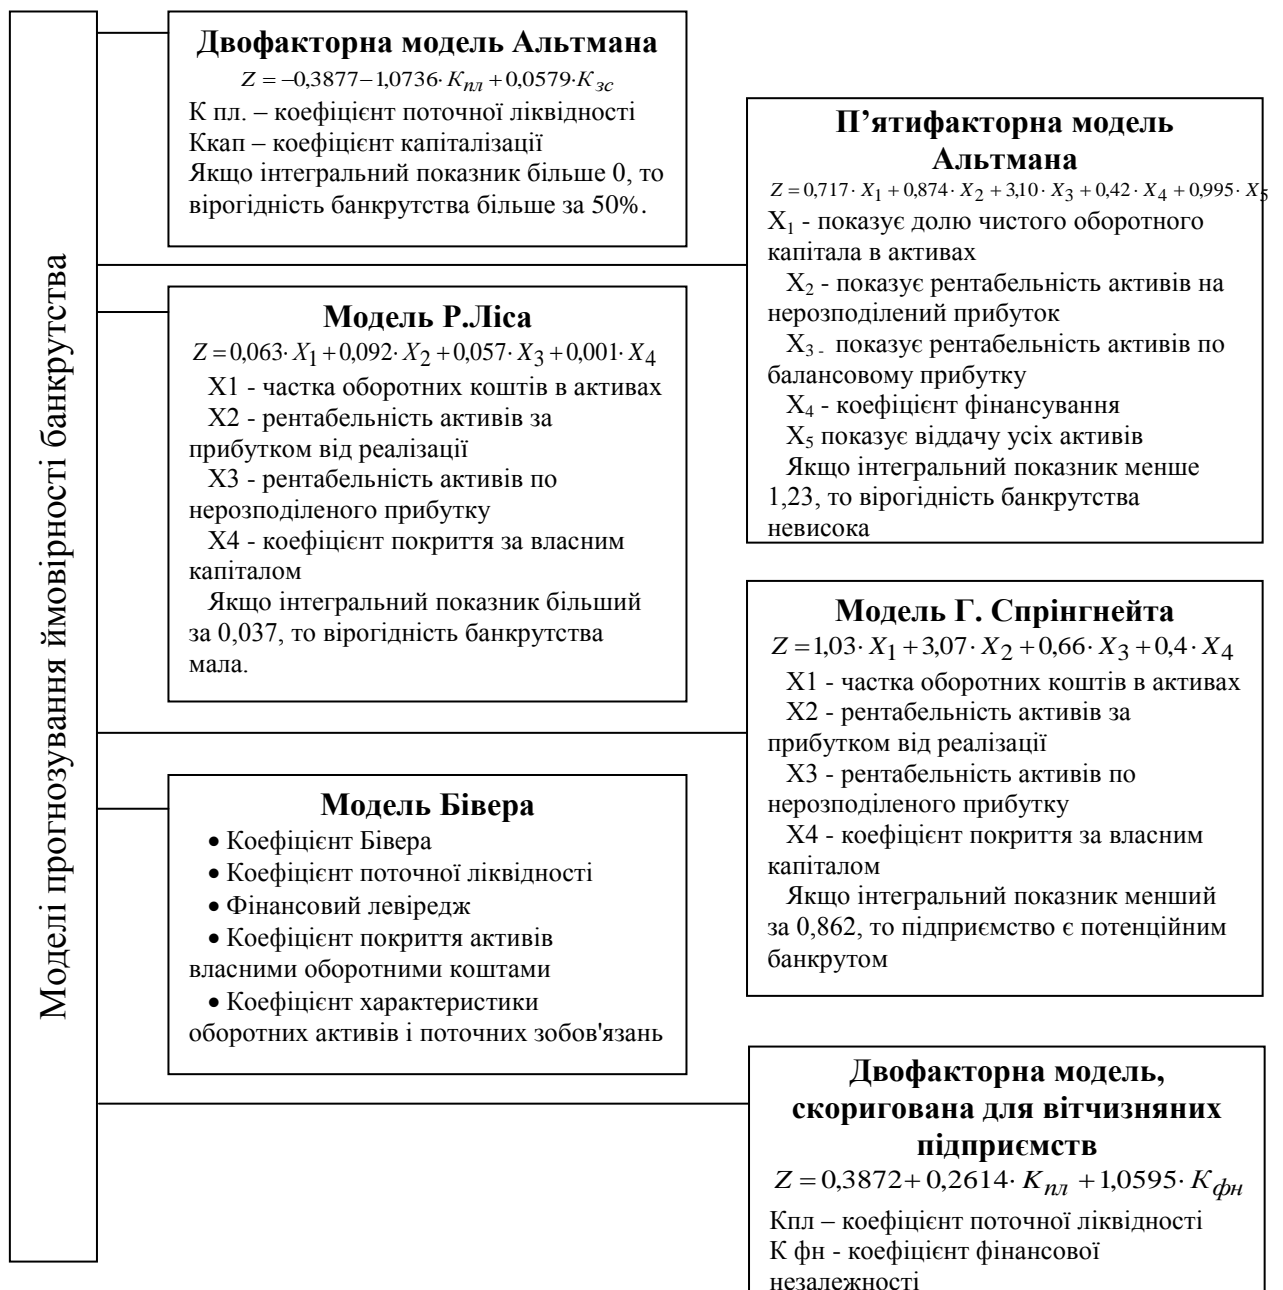 Моделі прогнозування ймовірності банкрутства
Двофакторна модель Альтмана
Z = −0,3877 − 1,0736· K пл + 0,0579· K зс
К пл. – коефіцієнт поточної ліквідності
Ккап – коефіцієнт капіталізації
Якщо інтегральний показник більше 0, то
вірогідність банкрутства більше за 50%.
П’ятифакторна модель
Альтмана
Z = 0,717· X1 + 0,874· X2 + 3,10· X3 + 0,42· X4 + 0,995· X5
X1 - показує долю чистого оборотного
капітала в активах
X2 - показує рентабельність активів на
нерозподілений прибуток
X3 - показує рентабельність активів по
балансовому прибутку
X4 - коефіцієнт фінансування
X5 показує віддачу усіх активів
Якщо інтегральний показник менше
1,23, то вірогідність банкрутства
невисока
Модель Р.Ліса
Z = 0,063· X1 + 0,092· X2 + 0,057· X3 + 0,001· X4
X1 - частка оборотних коштів в активах
X2 - рентабельність активів за
прибутком від реалізації
X3 - рентабельність активів по
нерозподіленого прибутку
X4 - коефіцієнт покриття за власним
капіталом
Якщо інтегральний показник більший
за 0,037, то вірогідність банкрутства
мала.
Модель Г. Спрінгнейта
Z = 1,03· X1 + 3,07· X2 + 0,66· X3 + 0,4· X4
X1 - частка оборотних коштів в активах
X2 - рентабельність активів за
прибутком від реалізації
X3 - рентабельність активів по
нерозподіленого прибутку
X4 - коефіцієнт покриття за власним
капіталом
Якщо інтегральний показник менший
за 0,862, то підприємство є потенційним
банкрутом
Модель Бівера
• Коефіцієнт Бівера
• Коефіцієнт поточної ліквідності
• Фінансовий левіредж
• Коефіцієнт покриття активів
власними оборотними коштами
• Коефіцієнт характеристики
оборотних активів і поточних зобов'язань
Двофакторна модель,
скоригована для вітчизняних
підприємств
Z = 0,3872 + 0,2614· K пл + 1,0595· K фн
Кпл – коефіцієнт поточної ліквідності
К фн - коефіцієнт фінансової
незалежності